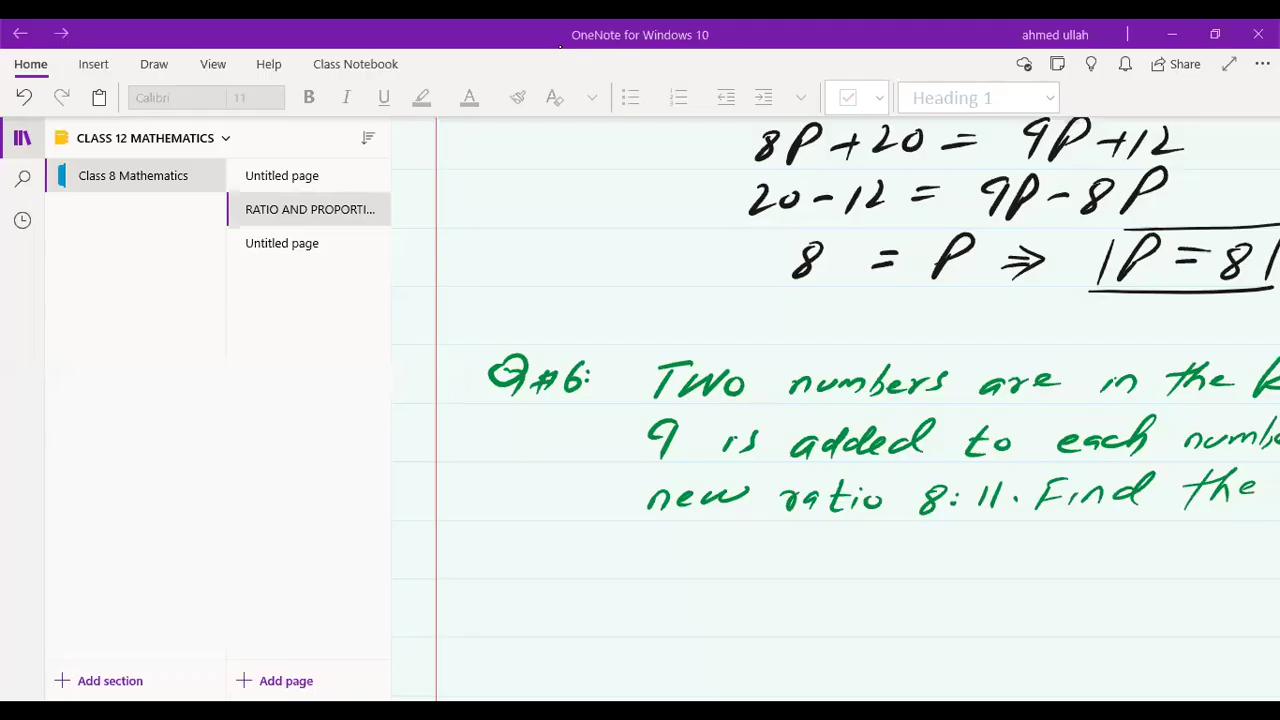 OneNote for Windows 10
ahmed ullah
Home Insert Draw View Help Class Notebook
Share
Calibri 11 B I U A Heading 1
CLASS 12 MATHEMATICS
Class 8 Mathematics
Untitled page
RATIO AND PROPORTI...
Untitled page
8P+20 = 9P+12
20-12 = 9P-8P
8 = P ⇒ P=8
Q#6: Two numbers are in the
9 is added to each numb
new ratio 8:11. Find the
Add section
Add page